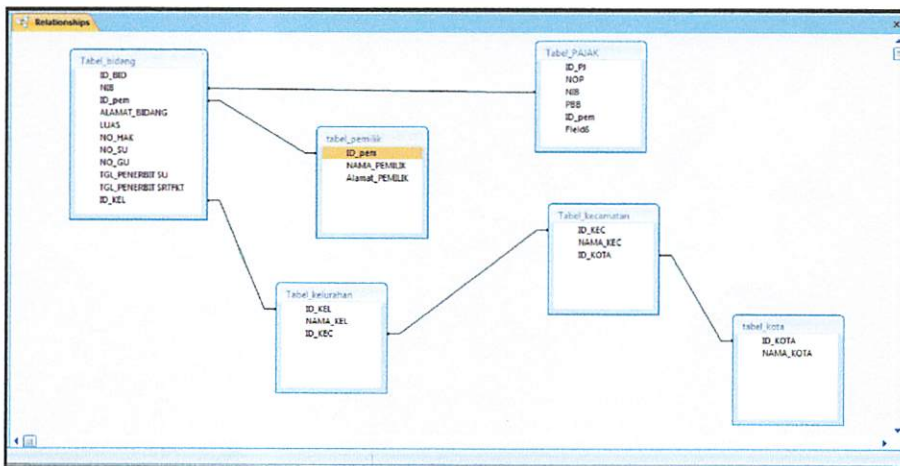 Relationships
Tabel_bidang
ID_BID
NIB
ID_pem
ALAMAT_BIDANG
LUAS
NO_HAK
NO_SU
NO_GU
TGL_PENERBIT SU
TGL_PENERBIT SRTFKT
ID_KEL
Tabel_PAJAK
ID_PJ
NOP
NIB
PBB
ID_pem
Field6
tabel_pemilik
ID_pem
NAMA_PEMILIK
Alamat_PEMILIK
Tabel_kecamatan
ID_KEC
NAMA_KEC
ID_KOTA
Tabel_kelurahan
ID_KEL
NAMA_KEL
ID_KEC
tabel_kota
ID_KOTA
NAMA_KOTA